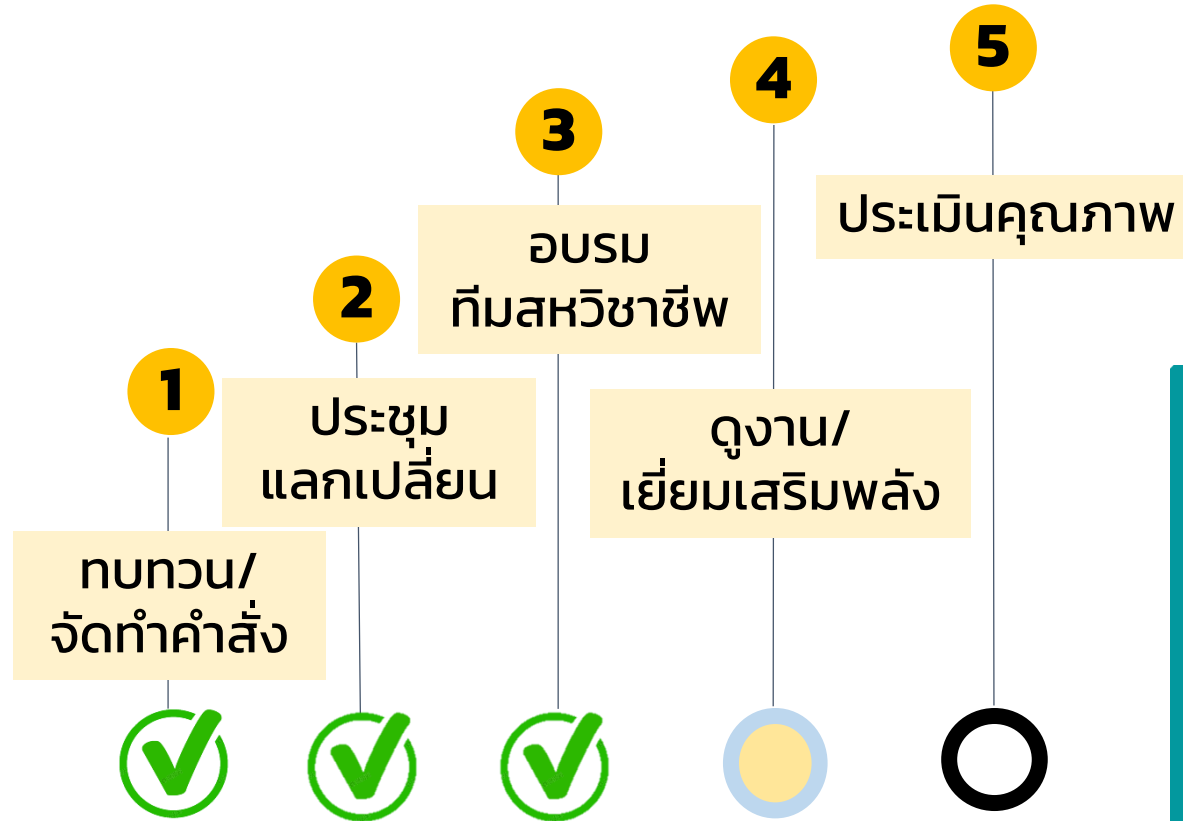 1
ทบทวน/
จัดทำคำสั่ง
2
ประชุม
แลกเปลี่ยน
3
อบรม
ทีมสหวิชาชีพ
4
ดูงาน/
เยี่ยมเสริมพลัง
5
ประเมินคุณภาพ